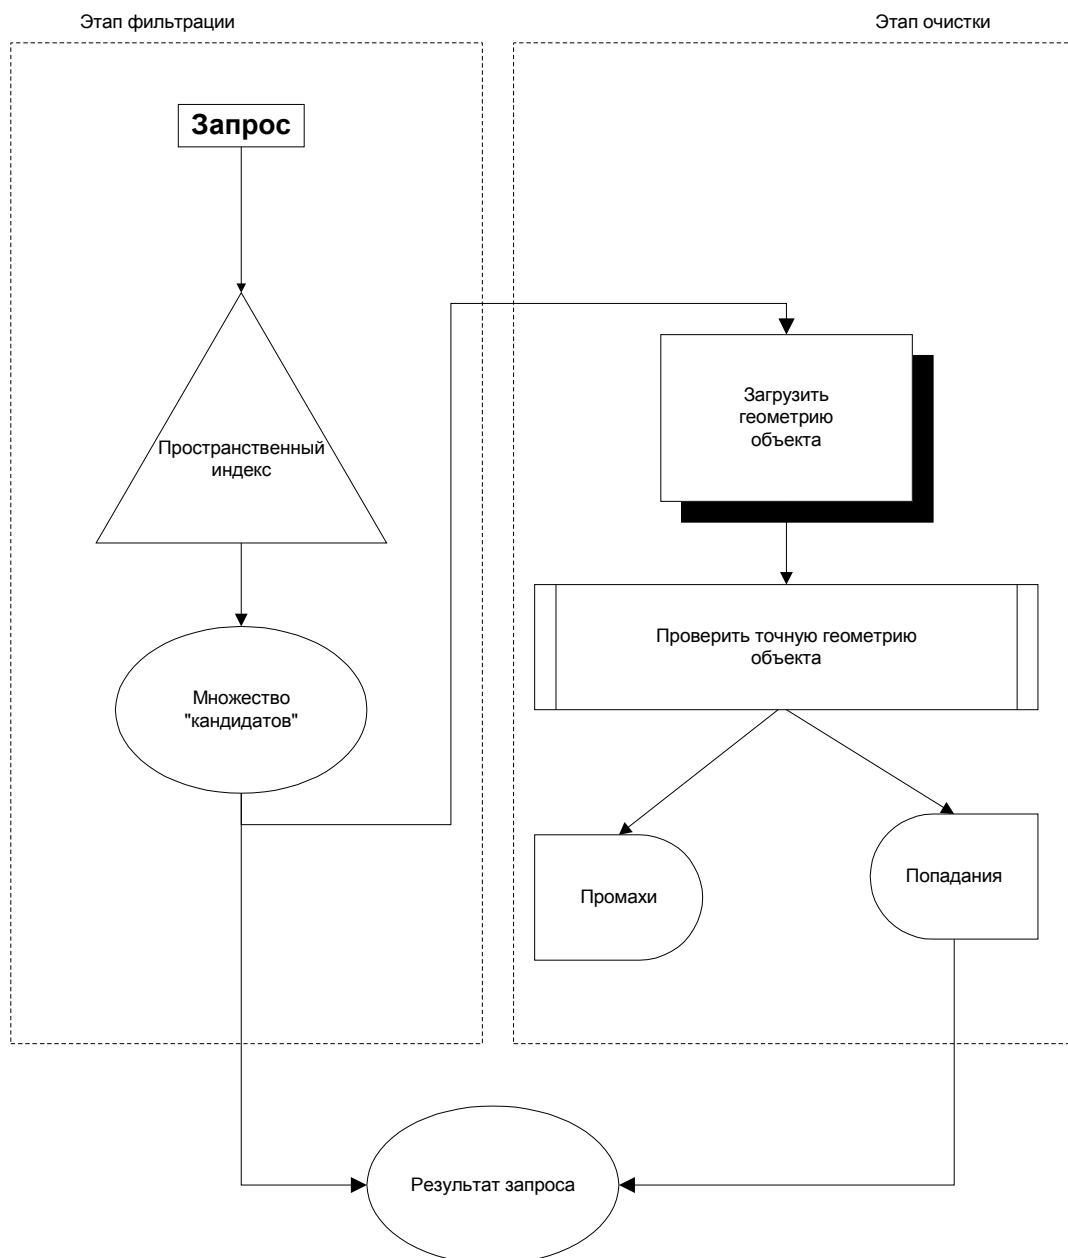 Этап фильтрации
Этап очистки
Запрос
Пространственный
индекс
Множество
"кандидатов"
Загрузить
геометрию
объекта
Проверить точную геометрию
объекта
Промахи
Попадания
Результат запроса